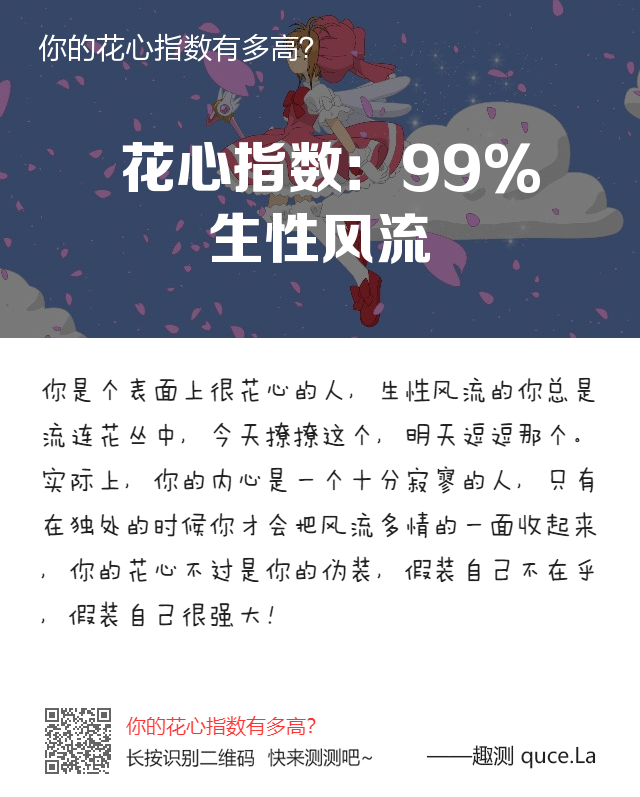 你的花心指数有多高？
花心指数：99%
生性风流
你是个表面上很花心的人，生性风流的你总是
流连花丛中，今天撩撩这个，明天逗逗那个。
实际上，你的内心是一个十分寂寥的人，只有
在独处的时候你才会把风流多情的一面收起来
，你的花心不过是你的伪装，假装自己不在乎
，假装自己很强大！
你的花心指数有多高？
长按识别二维码 快来测测吧~
——趣测 quce.La